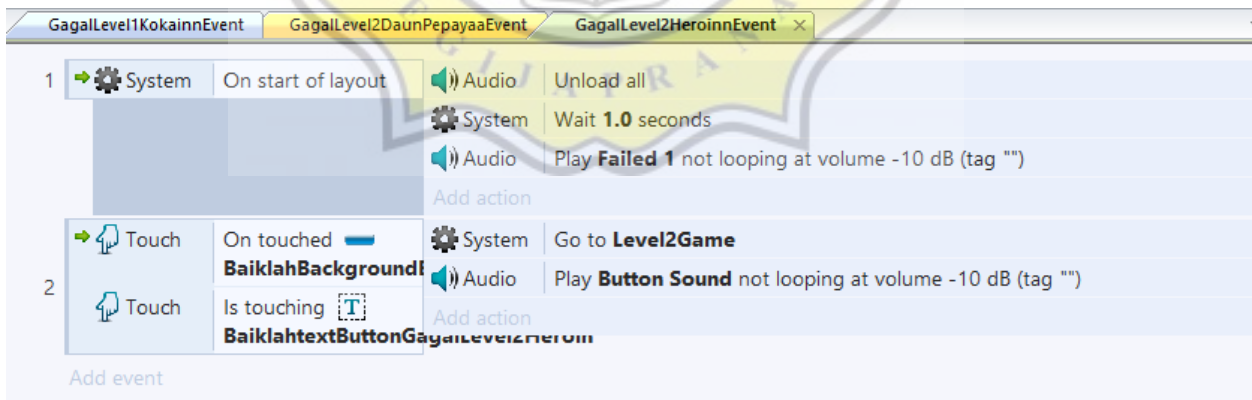 GagalLevel1KokainnEvent GagalLevel2DaunPepayaaEvent GagalLevel2HeroinnEvent ×
GIJAPRANA
1 System On start of layout Audio Unload all
System Wait 1.0 seconds
Audio Play Failed 1 not looping at volume -10 dB (tag "")
Add action
2 Touch On touched System Go to Level2Game
BaiklahBackground Audio Play Button Sound not looping at volume -10 dB (tag "")
Touch Is touching T Add action
BaiklahtextButtonGagalLevel2Heroin
Add event